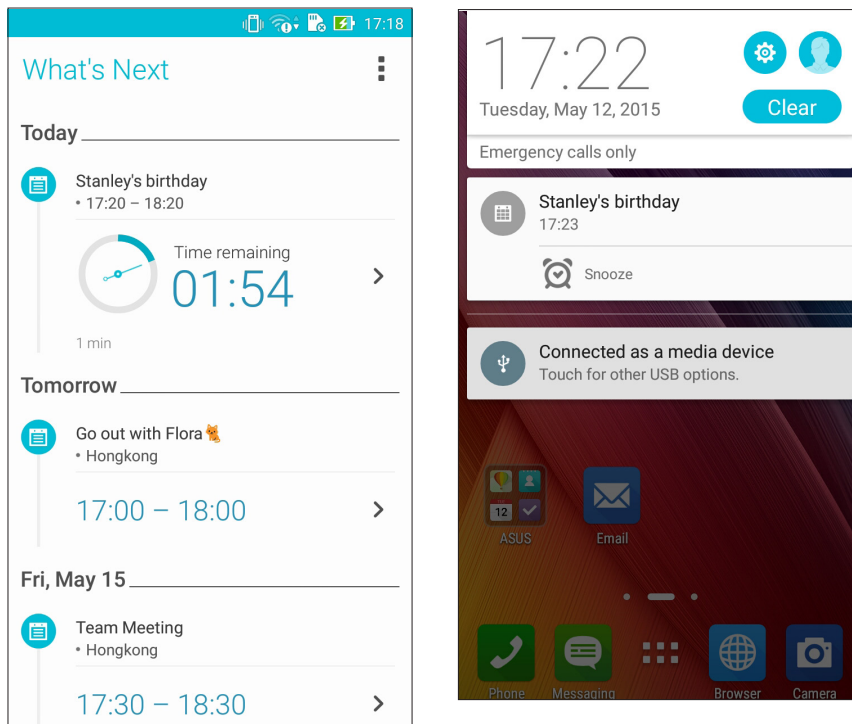 17:18
What's Next
Today
Stanley's birthday
• 17:20 – 18:20
Time remaining
01:54
1 min
Tomorrow
Go out with Flora🐈
• Hongkong
17:00 – 18:00
Fri, May 15
Team Meeting
• Hongkong
17:30 – 18:30
17:22
Tuesday, May 12, 2015
Clear
Emergency calls only
Stanley's birthday
17:23
Snooze
Connected as a media device
Touch for other USB options.
12
ASUS
Email
Phone
Messaging
Browser
Camera